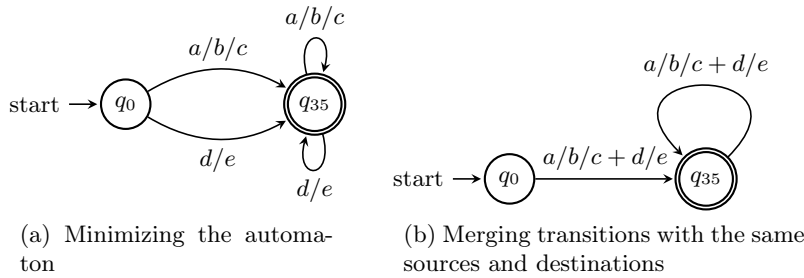 a/b/c
a/b/c
start
q0
q35
d/e
d/e
(a) Minimizing the automa-
ton
a/b/c + d/e
a/b/c + d/e
start
q0
q35
(b) Merging transitions with the same
sources and destinations